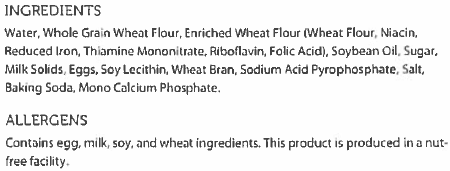 INGREDIENTS
Water, Whole Grain Wheat Flour, Enriched Wheat Flour (Wheat Flour, Niacin,
Reduced Iron, Thiamine Mononitrate, Riboflavin, Folic Acid), Soybean Oil, Sugar,
Milk Solids, Eggs, Soy Lecithin, Wheat Bran, Sodium Acid Pyrophosphate, Salt,
Baking Soda, Mono Calcium Phosphate.
ALLERGENS
Contains egg, milk, soy, and wheat ingredients. This product is produced in a nut-
free facility.